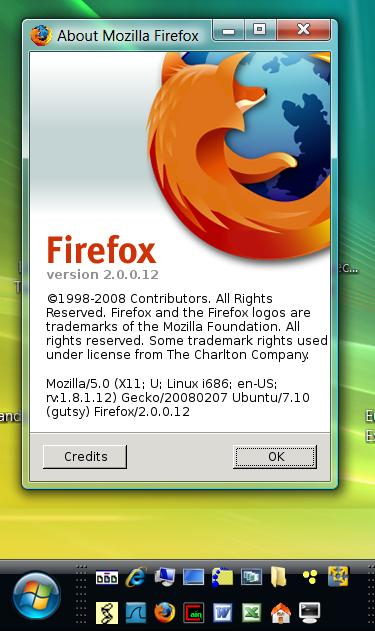 About Mozilla Firefox
Firefox
version 2.0.0.12
©1998-2008 Contributors. All Rights
Reserved. Firefox and the Firefox logos are
trademarks of the Mozilla Foundation. All
rights reserved. Some trademark rights used
under license from The Charlton Company.
Mozilla/5.0 (X11; U; Linux i686; en-US;
rv:1.8.1.12) Gecko/20080207 Ubuntu/7.10
(gutsy) Firefox/2.0.0.12
Credits
OK